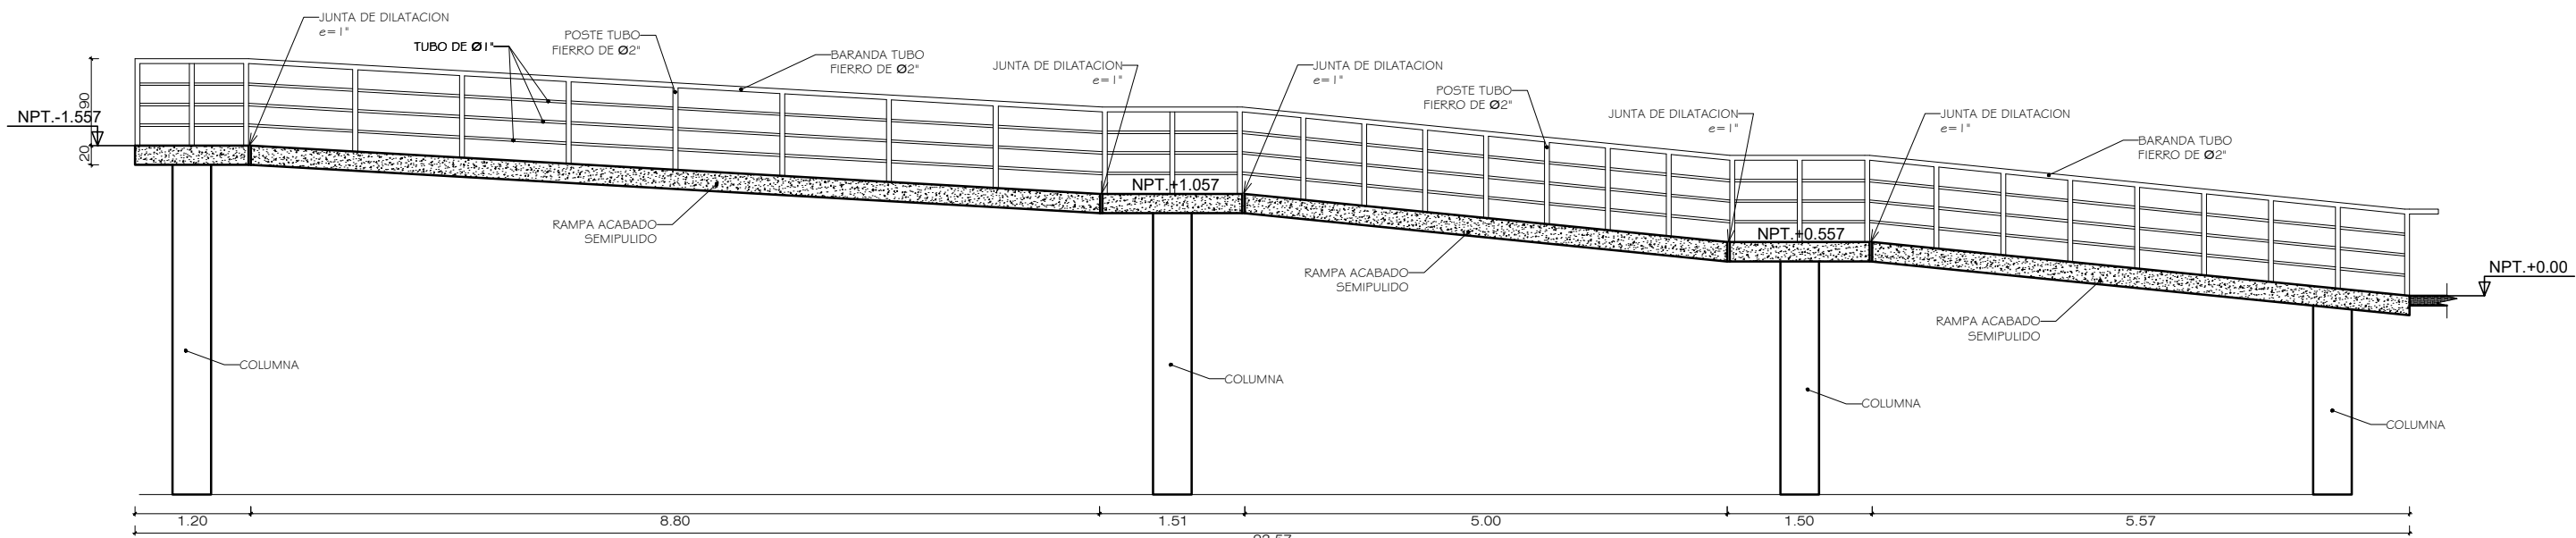 JUNTA DE DILATACION
e=1"
TUBO DE Ø1"
POSTE TUBO
FIERRO DE Ø2"
BARANDA TUBO
FIERRO DE Ø2"
JUNTA DE DILATACION
e=1"
JUNTA DE DILATACION
e=1"
POSTE TUBO
FIERRO DE Ø2"
JUNTA DE DILATACION
e=1"
JUNTA DE DILATACION
e=1"
BARANDA TUBO
FIERRO DE Ø2"
90
NPT.-1.557
20
NPT.+1.057
NPT.+0.557
NPT.+0.00
RAMPA ACABADO
SEMIPULIDO
RAMPA ACABADO
SEMIPULIDO
RAMPA ACABADO
SEMIPULIDO
COLUMNA
COLUMNA
COLUMNA
COLUMNA
1.20
8.80
1.51
5.00
1.50
5.57